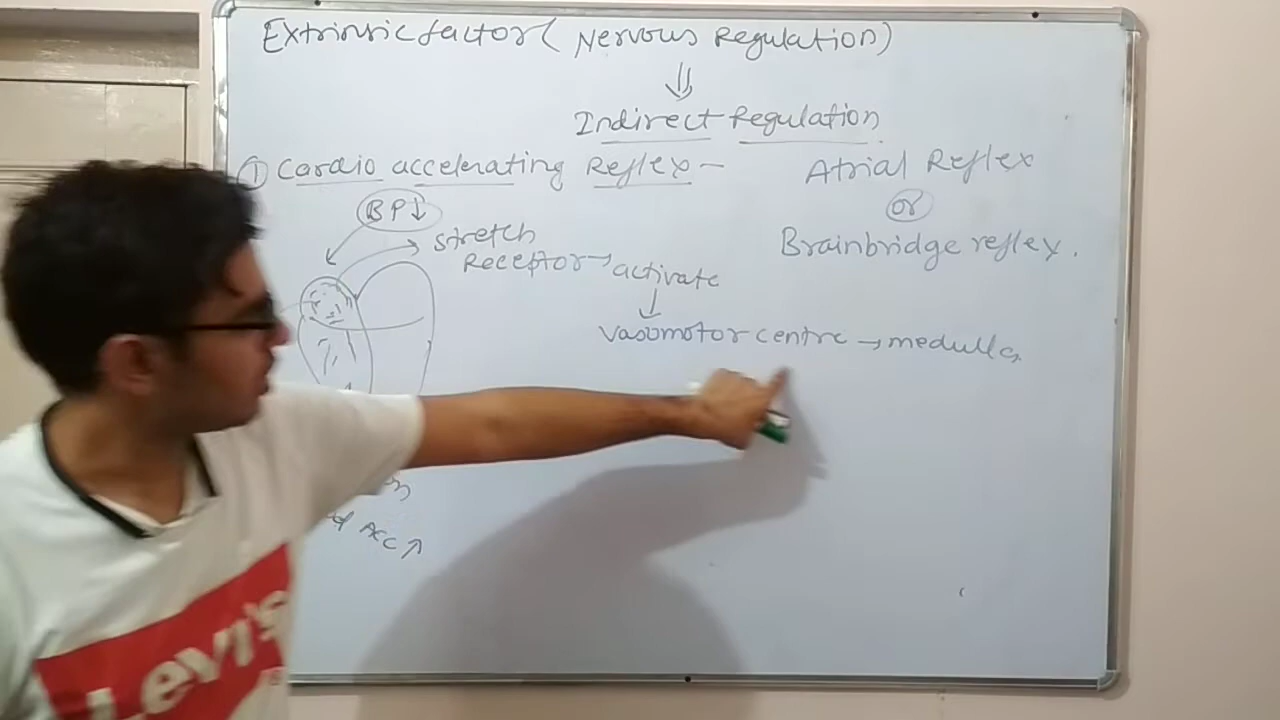 Extrinsic factor ( Nervous Regulation)
⇓
Indirect Regulation
① Cardio accelerating Reflex –
Atrial Reflex
or
Brainbridge reflex.
BP↓
Stretch
Receptor → activate
↓
Vasomotor centre → medulla
ACC ↑
Levi's